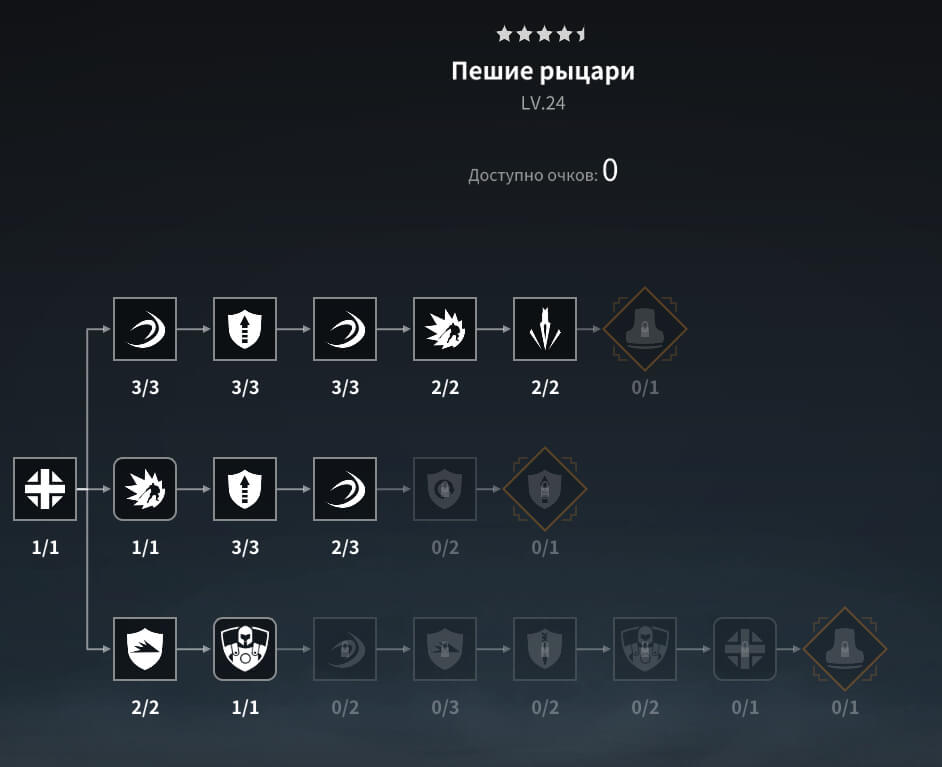 Пешие рыцари
LV.24
Доступно очков: 0
3/3 3/3 3/3 2/2 2/2 0/1
1/1 1/1 3/3 2/3 0/2 0/1
2/2 1/1 0/2 0/3 0/2 0/2 0/1 0/1